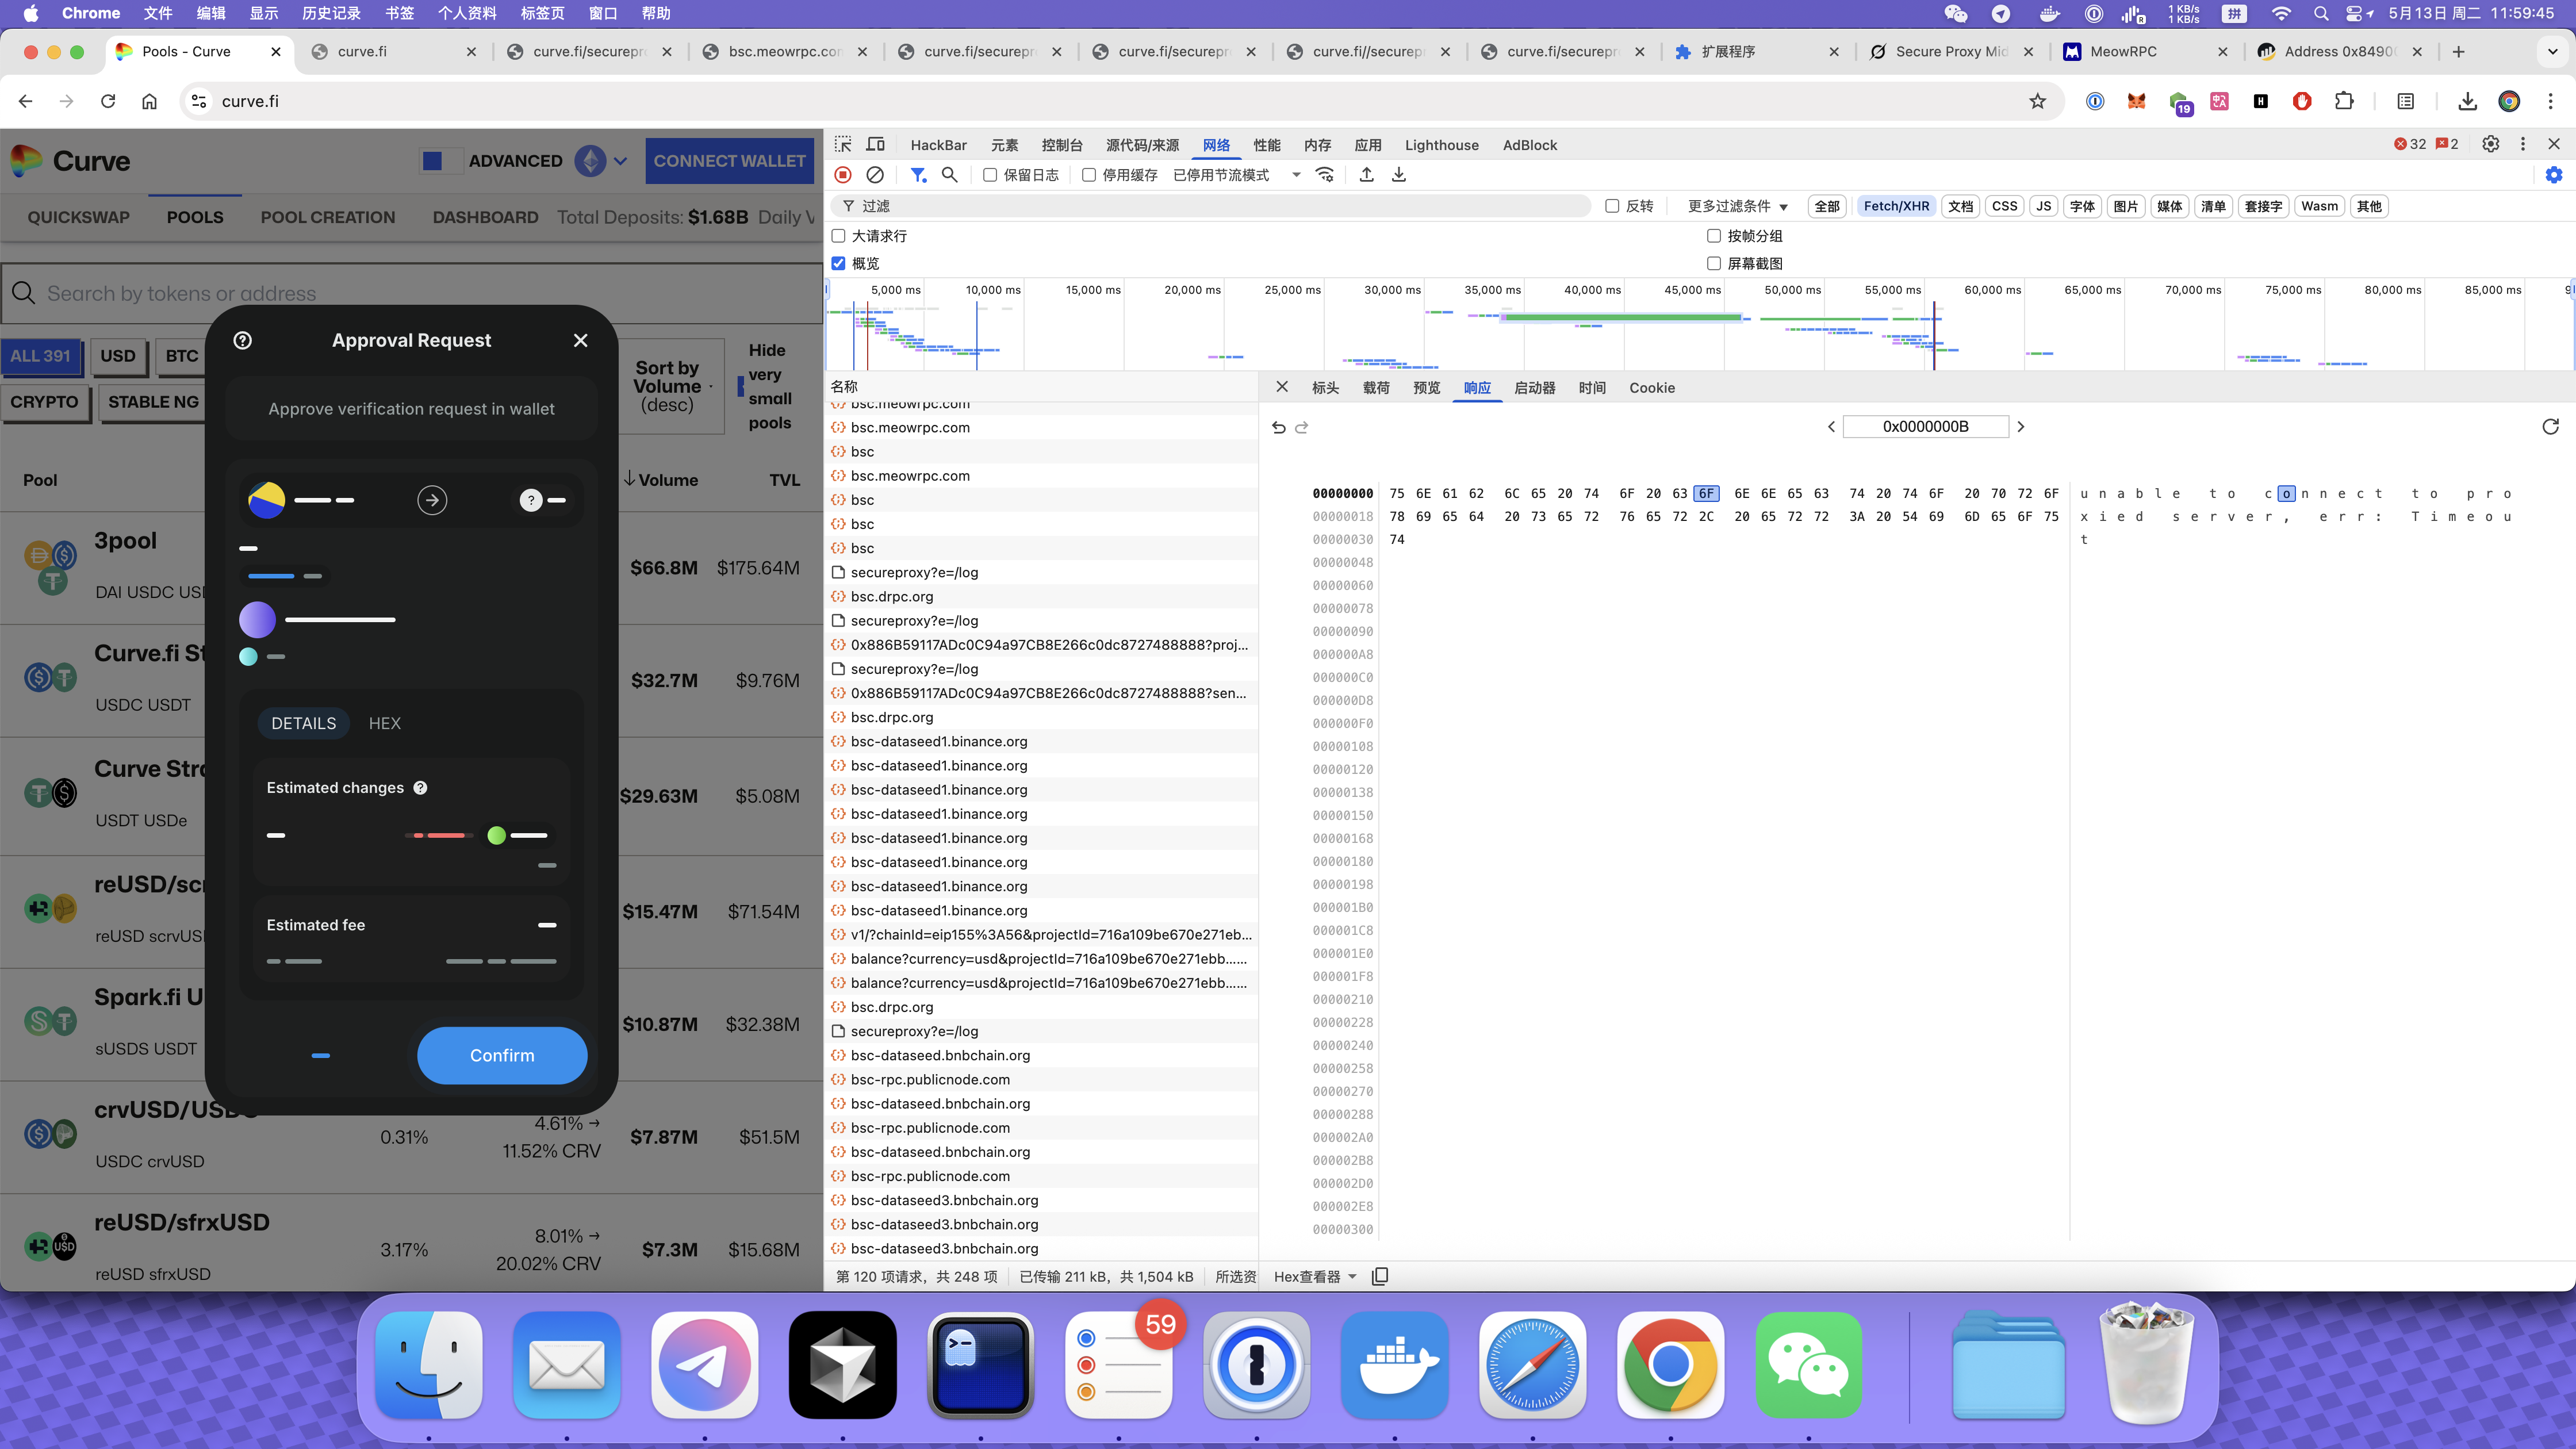 Chrome 文件 编辑 显示 历史记录 书签 个人资料 标签页 窗口 帮助
1 KB/s
1 KB/s
拼
5月13日 周二 11:59:45
Pools - Curve
curve.fi
curve.fi/securepr
bsc.meowrpc.con
curve.fi/securepr
curve.fi/securepr
curve.fi//securep
curve.fi/securepr
扩展程序
Secure Proxy Mid
MeowRPC
Address 0x8490
curve.fi
19
Curve
ADVANCED
CONNECT WALLET
QUICKSWAP POOLS POOL CREATION DASHBOARD Total Deposits: $1.68B Daily V
Search by tokens or address
ALL 391 USD BTC
CRYPTO STABLE NG
Sort by
Volume
(desc)
Hide
very
small
pools
Pool Volume TVL
3pool
DAI USDC USD
$66.8M $175.64M
Curve.fi St
USDC USDT
$32.7M $9.76M
Curve Stra
USDT USDe
$29.63M $5.08M
reUSD/scr
reUSD scrvUS
$15.47M $71.54M
Spark.fi U
sUSDS USDT
$10.87M $32.38M
crvUSD/USDC
USDC crvUSD
0.31%
4.61% →
11.52% CRV
$7.87M $51.5M
reUSD/sfrxUSD
reUSD sfrxUSD
3.17%
8.01% →
20.02% CRV
$7.3M $15.68M
Approval Request
Approve verification request in wallet
DETAILS HEX
Estimated changes
Estimated fee
Confirm
HackBar 元素 控制台 源代码/来源 网络 性能 内存 应用 Lighthouse AdBlock
32 2
保留日志 停用缓存 已停用节流模式
过滤
反转 更多过滤条件 全部 Fetch/XHR 文档 CSS JS 字体 图片 媒体 清单 套接字 Wasm 其他
大请求行 按帧分组
概览 屏幕截图
5,000 ms 10,000 ms 15,000 ms 20,000 ms 25,000 ms 30,000 ms 35,000 ms 40,000 ms 45,000 ms 50,000 ms 55,000 ms 60,000 ms 65,000 ms 70,000 ms 75,000 ms 80,000 ms 85,000 ms 9
名称
bsc.meowrpc.com
bsc.meowrpc.com
bsc
bsc.meowrpc.com
bsc
bsc
bsc
secureproxy?e=/log
bsc.drpc.org
secureproxy?e=/log
0x886B59117ADc0C94a97CB8E266c0dc8727488888?proj...
secureproxy?e=/log
0x886B59117ADc0C94a97CB8E266c0dc8727488888?sen...
bsc.drpc.org
bsc-dataseed1.binance.org
bsc-dataseed1.binance.org
bsc-dataseed1.binance.org
bsc-dataseed1.binance.org
bsc-dataseed1.binance.org
bsc-dataseed1.binance.org
bsc-dataseed1.binance.org
bsc-dataseed1.binance.org
v1/?chainId=eip155%3A56&projectId=716a109be670e271eb...
balance?currency=usd&projectId=716a109be670e271ebb......
balance?currency=usd&projectId=716a109be670e271ebb......
bsc.drpc.org
secureproxy?e=/log
bsc-dataseed.bnbchain.org
bsc-rpc.publicnode.com
bsc-dataseed.bnbchain.org
bsc-rpc.publicnode.com
bsc-dataseed.bnbchain.org
bsc-rpc.publicnode.com
bsc-dataseed3.bnbchain.org
bsc-dataseed3.bnbchain.org
bsc-dataseed3.bnbchain.org
第 120 项请求，共 248 项 已传输 211 kB，共 1,504 kB 所选资
标头 载荷 预览 响应 启动器 时间 Cookie
0x0000000B
00000000 75 6E 61 62 6C 65 20 74 6F 20 63 6F 6E 6E 65 63 74 20 74 6F 20 70 72 6F unable to connect to pro
00000018 78 69 65 64 20 73 65 72 76 65 72 2C 20 65 72 72 3A 20 54 69 6D 65 6F 75 xied server, err: Timeou
00000030 74 t
00000048
00000060
00000078
00000090
000000A8
000000C0
000000D8
000000F0
00000108
00000120
00000138
00000150
00000168
00000180
00000198
000001B0
000001C8
000001E0
000001F8
00000210
00000228
00000240
00000258
00000270
00000288
000002A0
000002B8
000002D0
000002E8
00000300
Hex查看器
59